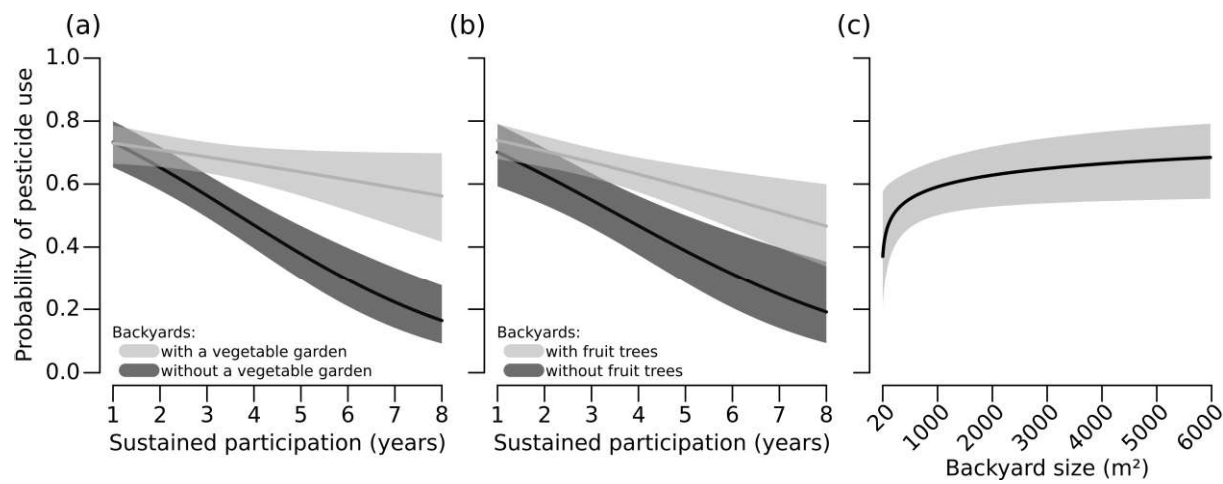 (a)
(b)
(c)
Probability of pesticide use
1.0
0.8
0.6
0.4
0.2
0.0
Backyards:
with a vegetable garden
without a vegetable garden
1 2 3 4 5 6 7 8
Sustained participation (years)
Backyards:
with fruit trees
without fruit trees
1 2 3 4 5 6 7 8
Sustained participation (years)
20 1000 2000 3000 4000 5000 6000
Backyard size (m²)